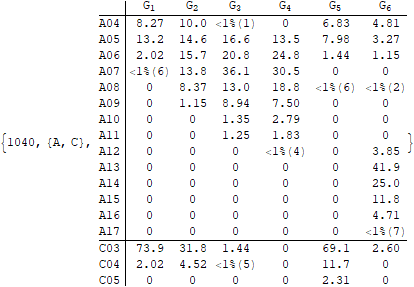 G1 G2 G3 G4 G5 G6
A04 8.27 10.0 <1%(1) 0 6.83 4.81
A05 13.2 14.6 16.6 13.5 7.98 3.27
A06 2.02 15.7 20.8 24.8 1.44 1.15
A07 <1%(6) 13.8 36.1 30.5 0 0
A08 0 8.37 13.0 18.8 <1%(6) <1%(2)
A09 0 1.15 8.94 7.50 0 0
A10 0 0 1.35 2.79 0 0
A11 0 0 1.25 1.83 0 0
{1040, {A, C}, A12 0 0 0 <1%(4) 0 3.85 }
A13 0 0 0 0 0 41.9
A14 0 0 0 0 0 25.0
A15 0 0 0 0 0 11.8
A16 0 0 0 0 0 4.71
A17 0 0 0 0 0 <1%(7)
C03 73.9 31.8 1.44 0 69.1 2.60
C04 2.02 4.52 <1%(5) 0 11.7 0
C05 0 0 0 0 2.31 0